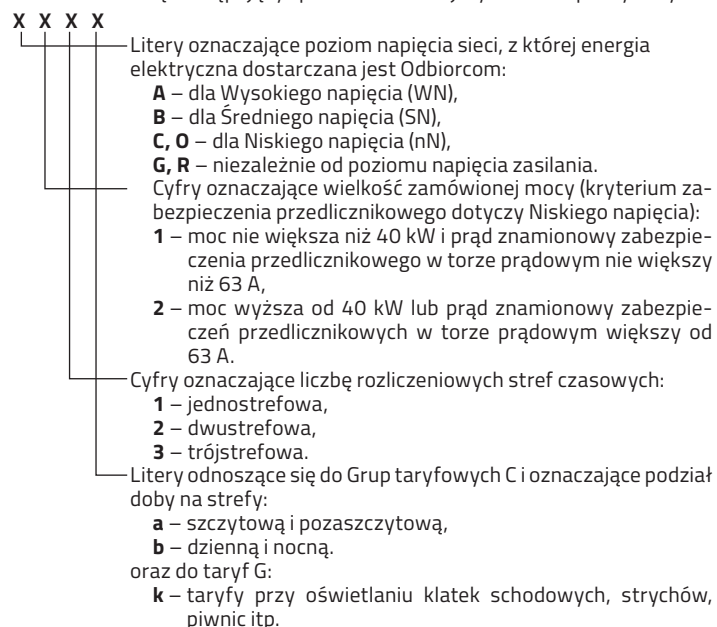 X X X X
Litery oznaczające poziom napięcia sieci, z której energia
elektryczna dostarczana jest Odbiorcom:
A – dla Wysokiego napięcia (WN),
B – dla Średniego napięcia (SN),
C, O – dla Niskiego napięcia (nN),
G, R – niezależnie od poziomu napięcia zasilania.
Cyfry oznaczające wielkość zamówionej mocy (kryterium za-
bezpieczenia przedlicznikowego dotyczy Niskiego napięcia):
1 – moc nie większa niż 40 kW i prąd znamionowy zabezpie-
czenia przedlicznikowego w torze prądowym nie większy
niż 63 A,
2 – moc wyższa od 40 kW lub prąd znamionowy zabezpie-
czeń przedlicznikowych w torze prądowym większy od
63 A.
Cyfry oznaczające liczbę rozliczeniowych stref czasowych:
1 – jednostrefowa,
2 – dwustrefowa,
3 – trójstrefowa.
Litery odnoszące się do Grup taryfowych C i oznaczające podział
doby na strefy:
a – szczytową i pozaszczytową,
b – dzienną i nocną.
oraz do taryf G:
k – taryfy przy oświetlaniu klatek schodowych, strychów,
piwnic itp.